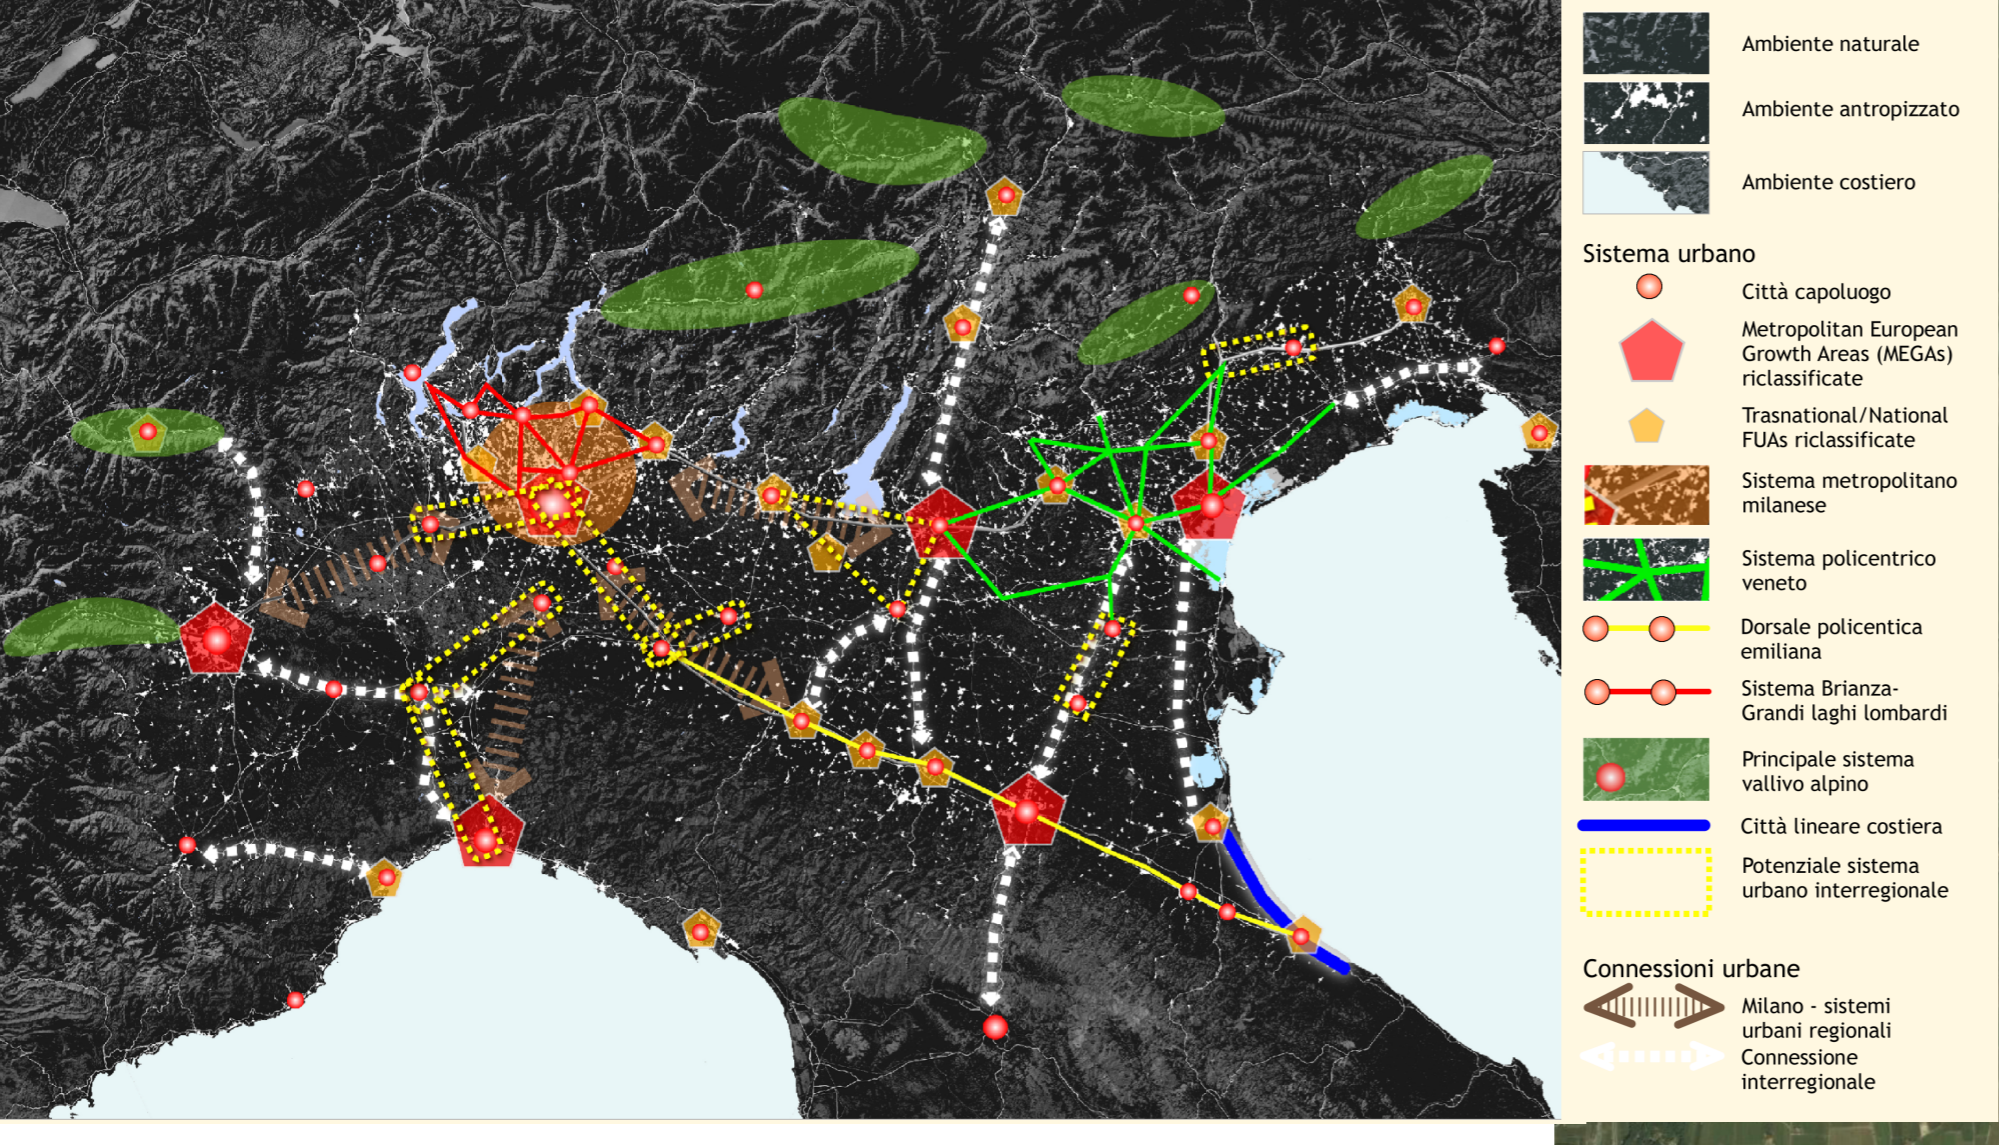 Ambiente naturale
Ambiente antropizzato
Ambiente costiero
Sistema urbano
Città capoluogo
Metropolitan European
Growth Areas (MEGAs)
riclassificate
Trasnational/National
FUAs riclassificate
Sistema metropolitano
milanese
Sistema policentrico
veneto
Dorsale policentica
emiliana
Sistema Brianza-
Grandi laghi lombardi
Principale sistema
vallivo alpino
Città lineare costiera
Potenziale sistema
urbano interregionale
Connessioni urbane
Milano - sistemi
urbani regionali
Connessione
interregionale